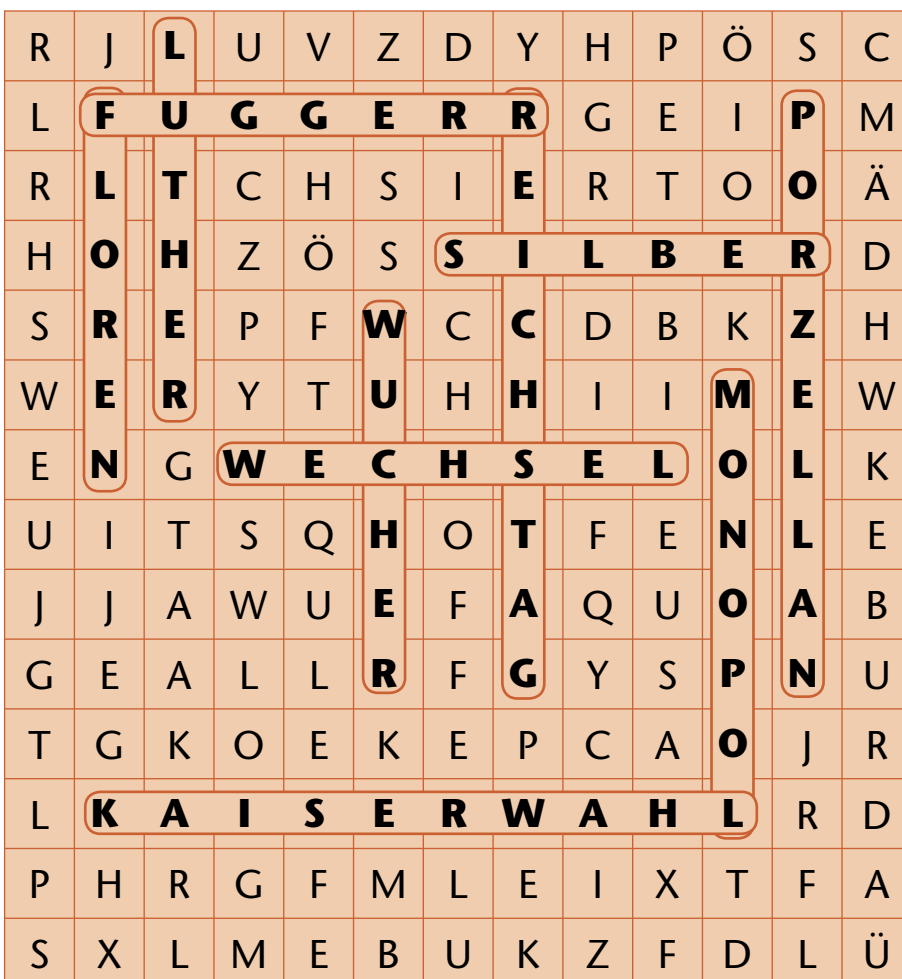 R J L U V Z D Y H P Ö S C
L F U G G E R R G E I P M
R L T C H S I E R T O O Ä
H O H Z Ö S S I L B E R D
S R E P F W C C D B K Z H
W E R Y T U H H I I M E W
E N G W E C H S E L O L K
U I T S Q H O T F E N L E
J J A W U E F A Q U O A B
G E A L L R F G Y S P N U
T G K O E K E P C A O J R
L K A I S E R W A H L R D
P H R G F M L E I X T F A
S X L M E B U K Z F D L Ü